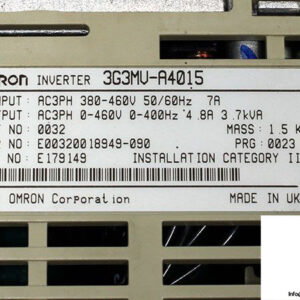 RON INVERTER 3G3MV-A4015
PUT : AC3PH 380-460V 50/60Hz 7A
PUT : AC3PH 0-460V 0-400Hz 4.8A 3.7kVA
T NO : 0032 MASS: 1.5 K
R NO : E00320018949-090 PRG: 0023
E NO : E179149 INSTALLATION CATEGORY II
OMRON Corporation MADE IN UK